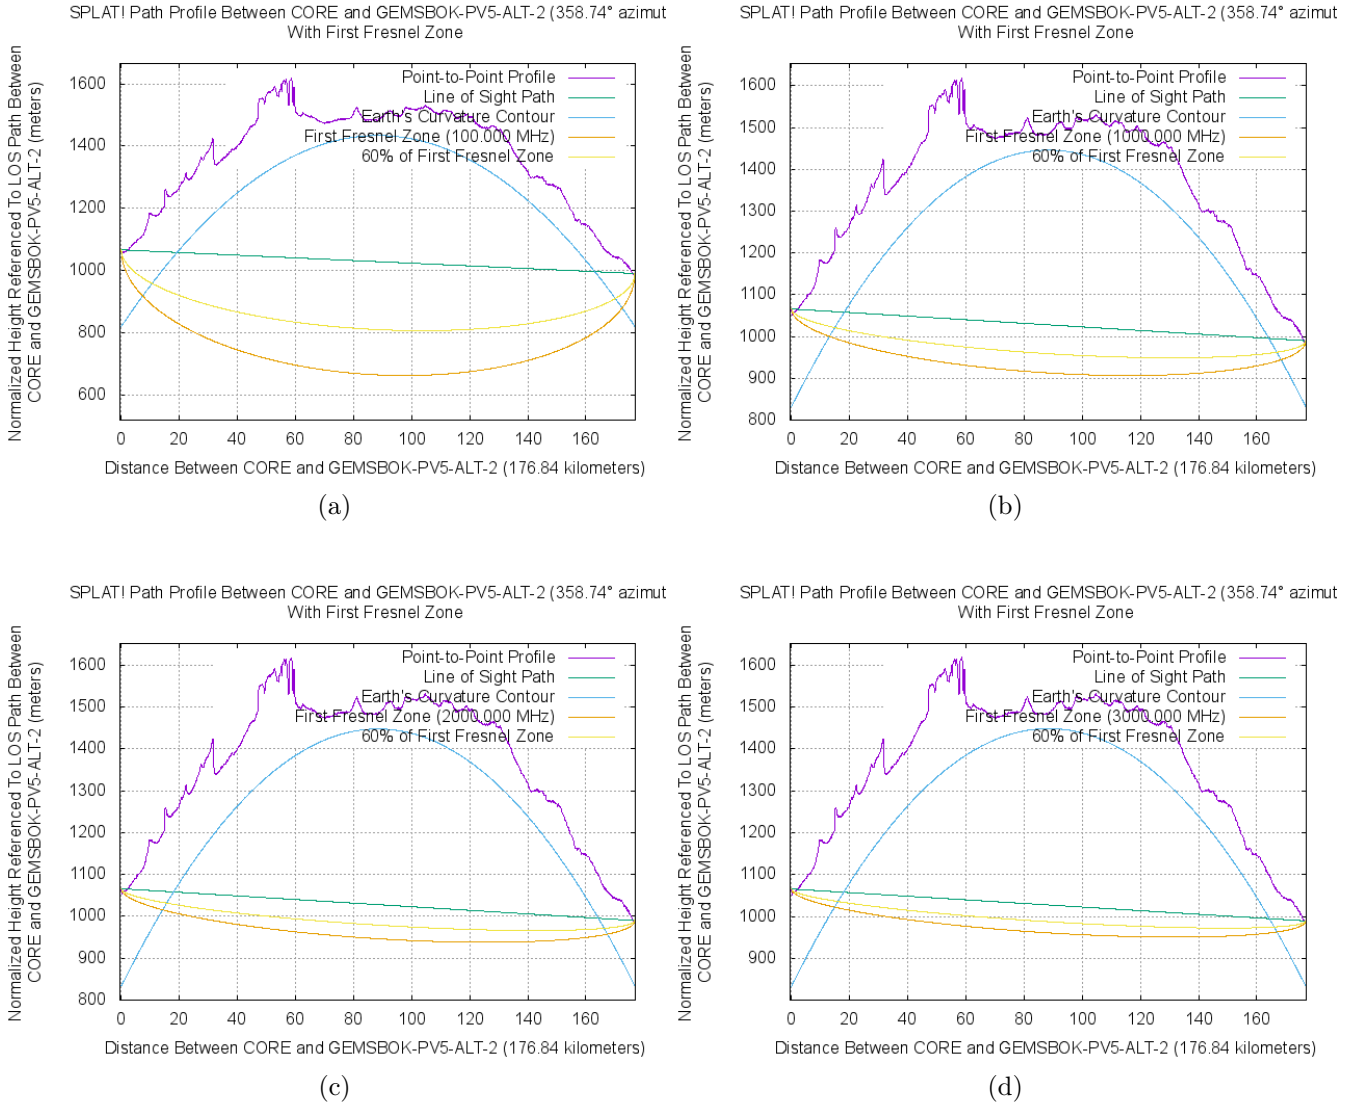 SPLAT! Path Profile Between CORE and GEMSBOK-PV5-ALT-2 (358.74° azimut
With First Fresnel Zone
Normalized Height Referenced To LOS Path Between
CORE and GEMSBOK-PV5-ALT-2 (meters)
1600
1400
1200
1000
800
600
Point-to-Point Profile
Line of Sight Path
Earth's Curvature Contour
First Fresnel Zone (100.000 MHz)
60% of First Fresnel Zone
0 20 40 60 80 100 120 140 160
Distance Between CORE and GEMSBOK-PV5-ALT-2 (176.84 kilometers)
(a)
SPLAT! Path Profile Between CORE and GEMSBOK-PV5-ALT-2 (358.74° azimut
With First Fresnel Zone
Normalized Height Referenced To LOS Path Between
CORE and GEMSBOK-PV5-ALT-2 (meters)
1600
1500
1400
1300
1200
1100
1000
900
800
Point-to-Point Profile
Line of Sight Path
Earth's Curvature Contour
First Fresnel Zone (1000.000 MHz)
60% of First Fresnel Zone
0 20 40 60 80 100 120 140 160
Distance Between CORE and GEMSBOK-PV5-ALT-2 (176.84 kilometers)
(b)
SPLAT! Path Profile Between CORE and GEMSBOK-PV5-ALT-2 (358.74° azimut
With First Fresnel Zone
Normalized Height Referenced To LOS Path Between
CORE and GEMSBOK-PV5-ALT-2 (meters)
1600
1500
1400
1300
1200
1100
1000
900
800
Point-to-Point Profile
Line of Sight Path
Earth's Curvature Contour
First Fresnel Zone (2000.000 MHz)
60% of First Fresnel Zone
0 20 40 60 80 100 120 140 160
Distance Between CORE and GEMSBOK-PV5-ALT-2 (176.84 kilometers)
(c)
SPLAT! Path Profile Between CORE and GEMSBOK-PV5-ALT-2 (358.74° azimut
With First Fresnel Zone
Normalized Height Referenced To LOS Path Between
CORE and GEMSBOK-PV5-ALT-2 (meters)
1600
1500
1400
1300
1200
1100
1000
900
800
Point-to-Point Profile
Line of Sight Path
Earth's Curvature Contour
First Fresnel Zone (3000.000 MHz)
60% of First Fresnel Zone
0 20 40 60 80 100 120 140 160
Distance Between CORE and GEMSBOK-PV5-ALT-2 (176.84 kilometers)
(d)